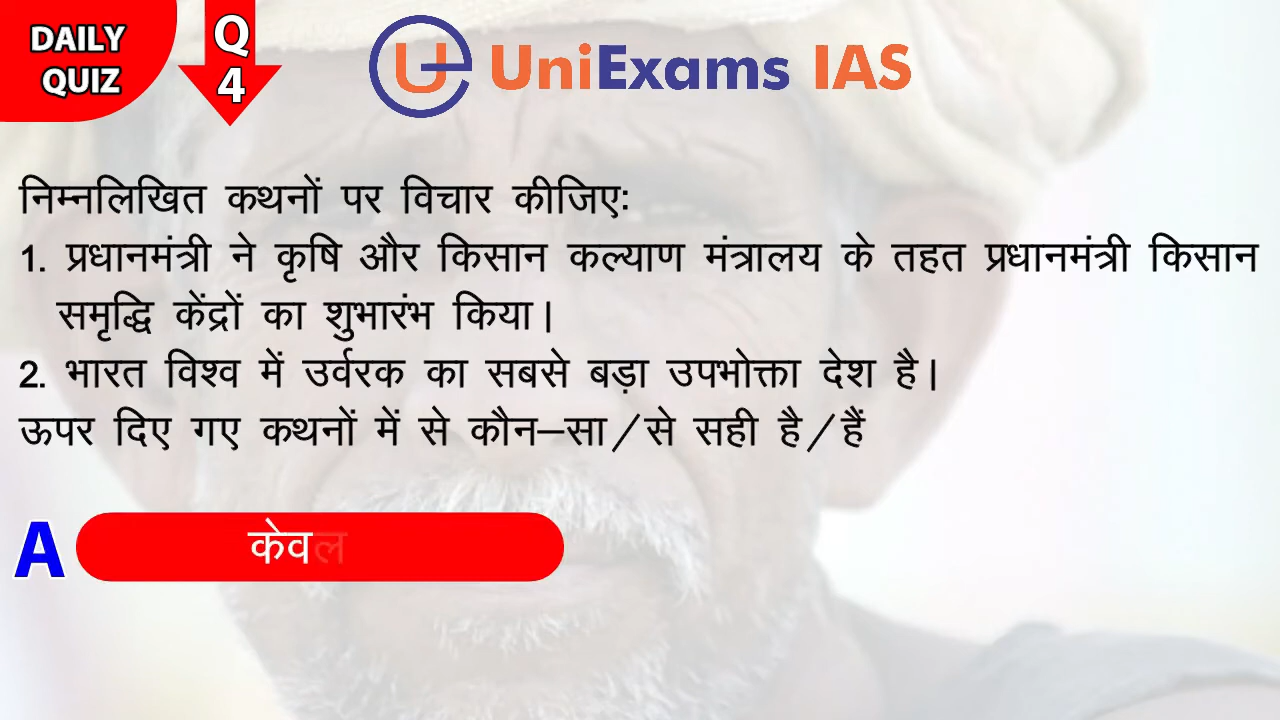 DAILY
QUIZ
Q
4
UniExams IAS
निम्नलिखित कथनों पर विचार कीजिएः
1. प्रधानमंत्री ने कृषि और किसान कल्याण मंत्रालय के तहत प्रधानमंत्री किसान
समृद्धि केंद्रों का शुभारंभ किया।
2. भारत विश्व में उर्वरक का सबसे बड़ा उपभोक्ता देश है।
ऊपर दिए गए कथनों में से कौन–सा/से सही है/हैं
A केवल